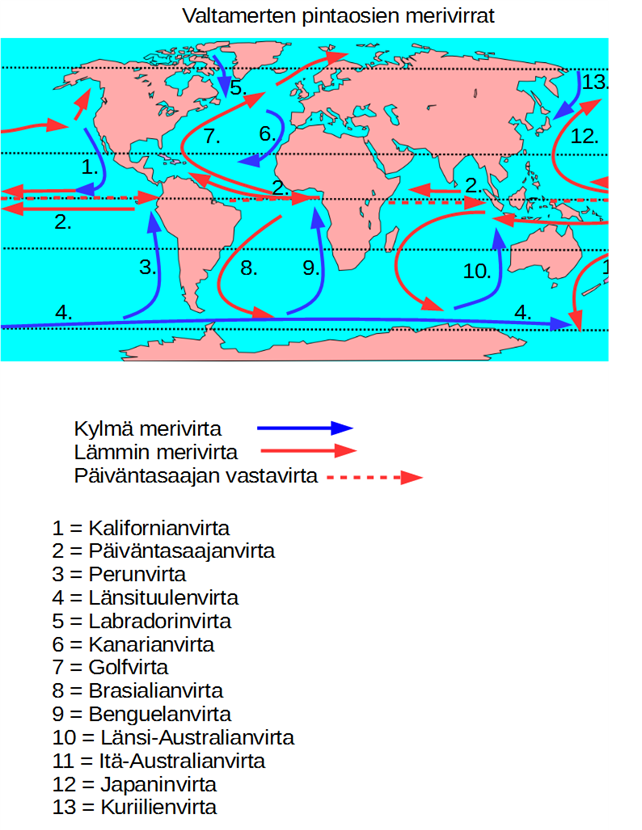 Valtamerten pintaosien merivirrat
5.
13.
7.
6.
12.
1.
2.
2.
2.
3.
8.
9.
10.
1
4.
4.
Kylmä merivirta
Lämmin merivirta
Päiväntasaajan vastavirta
1 = Kalifornianvirta
2 = Päiväntasaajanvirta
3 = Perunvirta
4 = Länsituulenvirta
5 = Labradorinvirta
6 = Kanarianvirta
7 = Golfvirta
8 = Brasialianvirta
9 = Benguelanvirta
10 = Länsi-Australianvirta
11 = Itä-Australianvirta
12 = Japaninvirta
13 = Kuriilienvirta